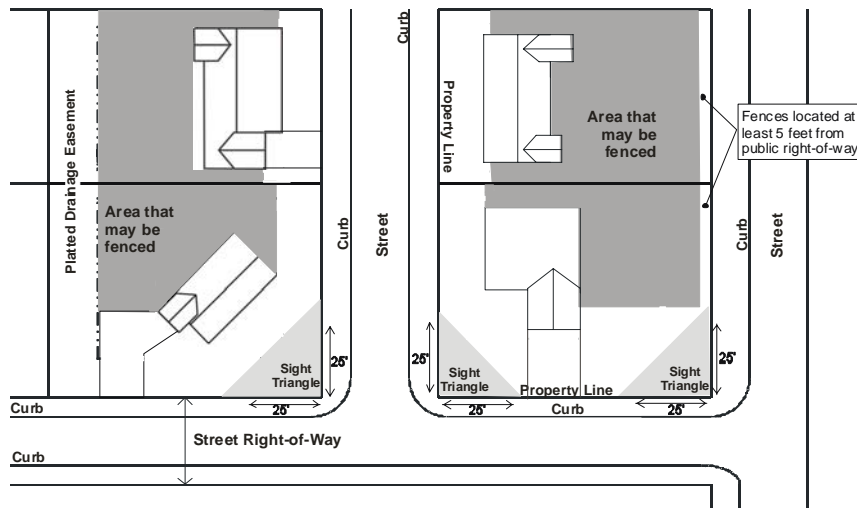 Curb
Platted Drainage Easement
Property Line
Area that
may be
fenced
Fences located at
least 5 feet from
public right-of-way
Area that
may be
fenced
Curb
Street
Curb
Street
25'
Sight
Triangle
25'
Sight
Triangle
25'
Sight
Triangle
Property Line
Curb
25'
25'
Curb
25'
25'
Street Right-of-Way
Curb